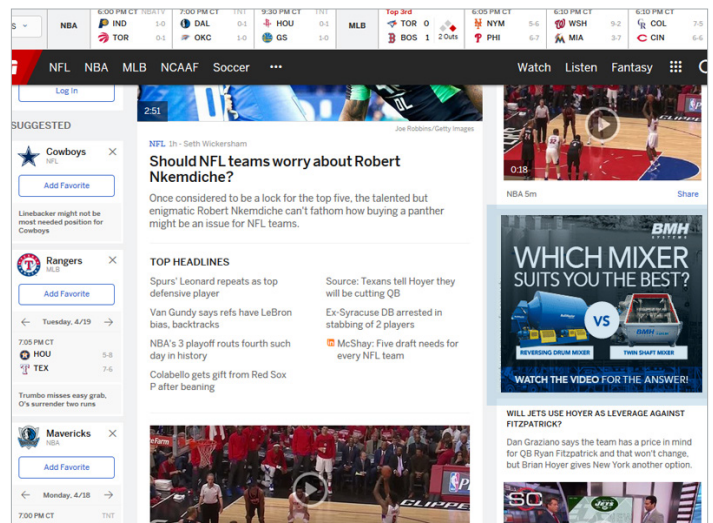 6:00 PM CT NBATV
IND 1-0
TOR 0-1
7:00 PM CT TNT
DAL 0-1
OKC 1-0
9:30 PM CT TNT
HOU 0-1
GS 1-0
Top 3rd
TOR 0
BOS 1 2 Outs
6:05 PM CT
NYM 5-6
PHI 6-7
6:10 PM CT
WSH 9-2
MIA 3-7
6:10 PM CT
COL 7-5
CIN 6-6
S
NBA
MLB
NFL NBA MLB NCAAF Soccer ••• Watch Listen Fantasy
Log In
SUGGESTED
Cowboys
NFL
Add Favorite
Linebacker might not be
most needed position for
Cowboys
Rangers
MLB
Add Favorite
← Tuesday, 4/19 →
7:05 PM CT
HOU 5-8
TEX 7-6
Trumbo misses easy grab,
O's surrender two runs
Mavericks
NBA
Add Favorite
← Monday, 4/18 →
7:00 PM CT TNT
2:51
Joe Robbins/Getty Images
NFL 1h - Seth Wickersham
Should NFL teams worry about Robert
Nkemdiche?
Once considered to be a lock for the top five, the talented but
enigmatic Robert Nkemdiche can't fathom how buying a panther
might be an issue for NFL teams.
TOP HEADLINES
Spurs' Leonard repeats as top
defensive player
Van Gundy says refs have LeBron
bias, backtracks
NBA's 3 playoff routs fourth such
day in history
Colabello gets gift from Red Sox
P after beaning
Source: Texans tell Hoyer they
will be cutting QB
Ex-Syracuse DB arrested in
stabbing of 2 players
McShay: Five draft needs for
every NFL team
CLIPPE
0:18
NBA 5m Share
BMH
SYSTEMS
WHICH MIXER
SUITS YOU THE BEST?
VS
BMH
REVERSING DRUM MIXER
TWIN SHAFT MIXER
WATCH THE VIDEO FOR THE ANSWER!
WILL JETS USE HOYER AS LEVERAGE AGAINST
FITZPATRICK?
Dan Graziano says the team has a price in mind
for QB Ryan Fitzpatrick and that won't change,
but Brian Hoyer gives New York another option.
SC
JETS